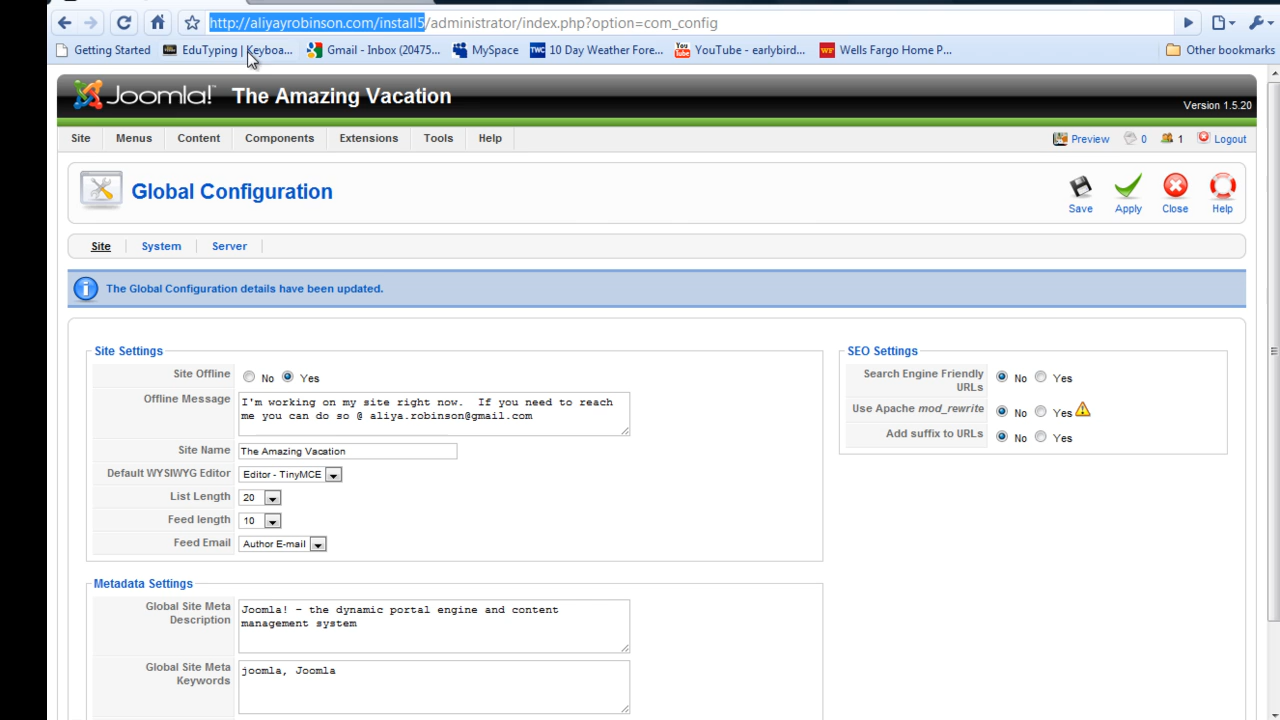 http://aliyayrobinson.com/install5/administrator/index.php?option=com_config
Getting Started EduTyping | Keyboa... Gmail - Inbox (20475... MySpace TWC 10 Day Weather Fore... You Tube YouTube - earlybird... WF Wells Fargo Home P... Other bookmarks
Joomla! The Amazing Vacation
Version 1.5.20
Site Menus Content Components Extensions Tools Help Preview 0 1 Logout
Global Configuration
Save Apply Close Help
Site System Server
The Global Configuration details have been updated.
Site Settings
Site Offline No Yes
Offline Message I'm working on my site right now. If you need to reach
me you can do so @ aliya.robinson@gmail.com
Site Name The Amazing Vacation
Default WYSIWYG Editor Editor - TinyMCE
List Length 20
Feed length 10
Feed Email Author E-mail
SEO Settings
Search Engine Friendly
URLs No Yes
Use Apache mod_rewrite No Yes
Add suffix to URLs No Yes
Metadata Settings
Global Site Meta
Description
Joomla! - the dynamic portal engine and content
management system
Global Site Meta
Keywords
joomla, Joomla